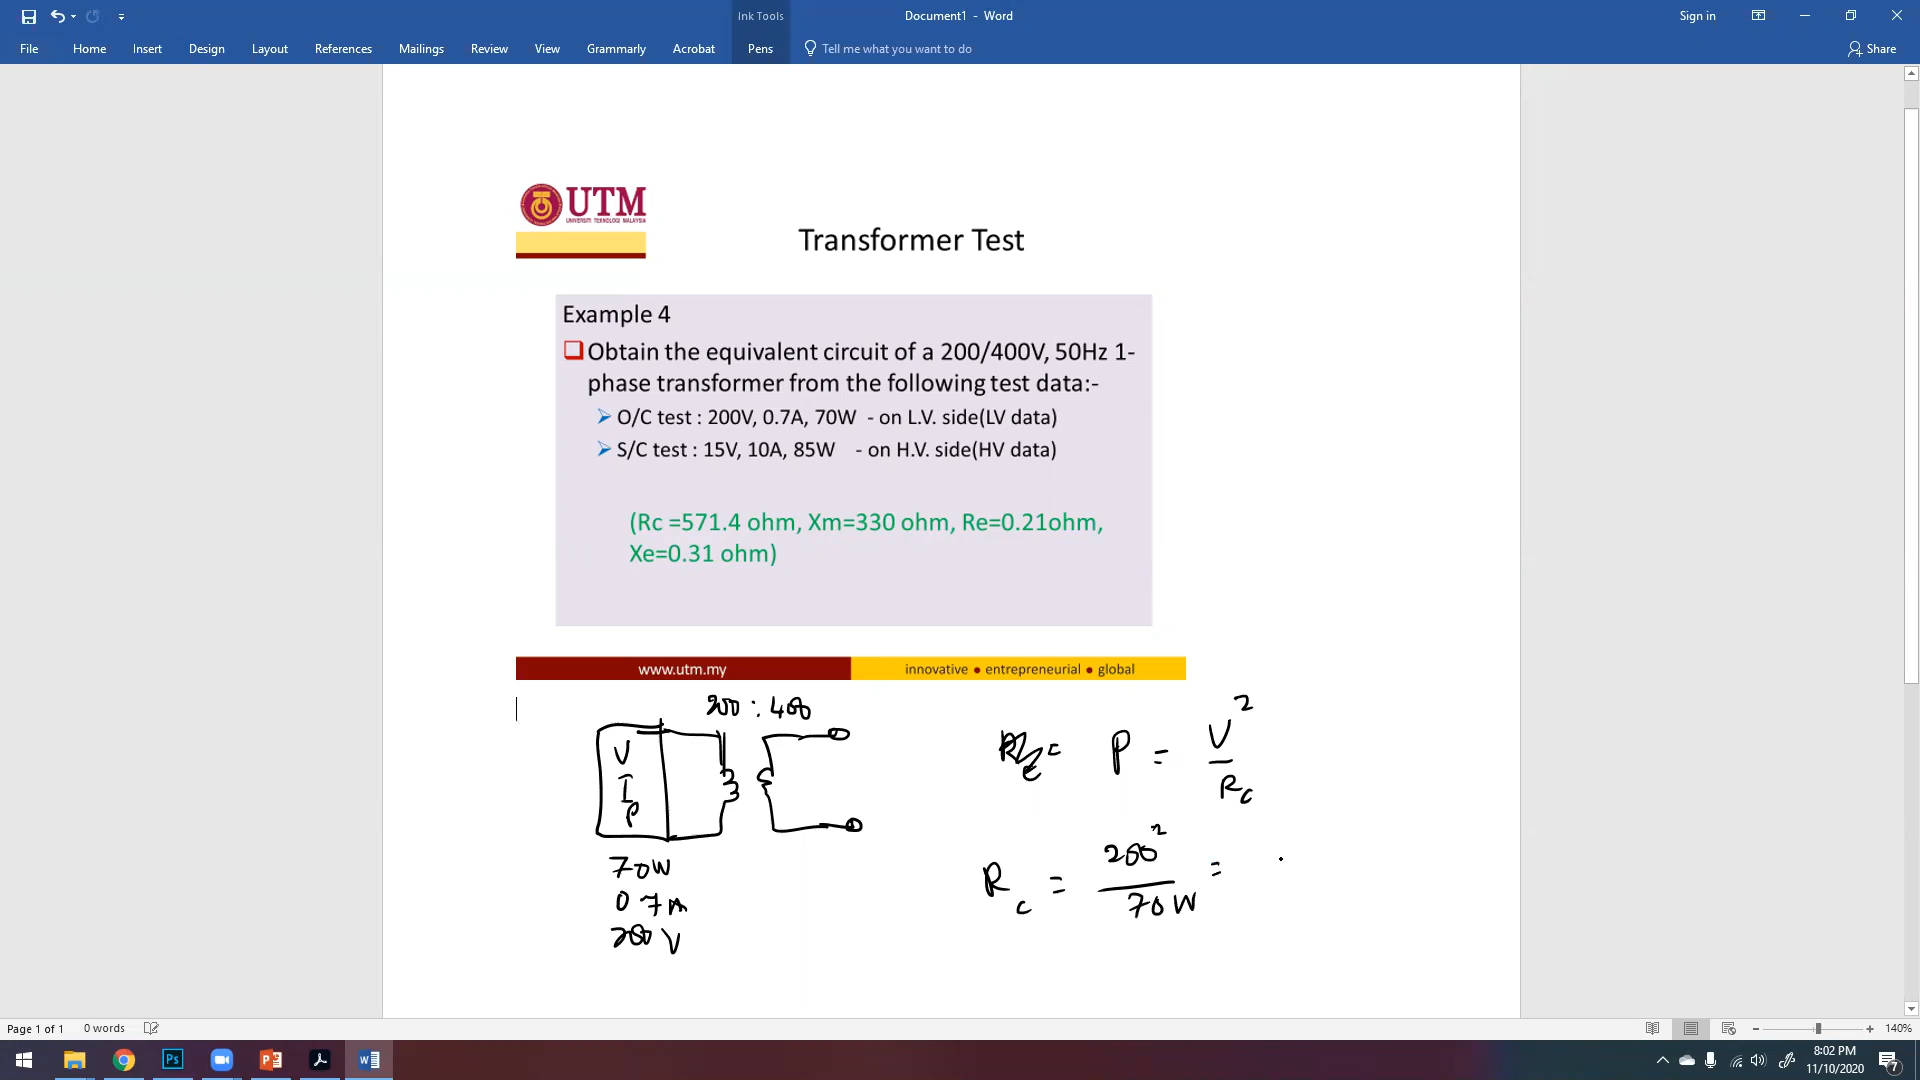 Ink Tools
Document1 - Word
Sign in
File Home Insert Design Layout References Mailings Review View Grammarly Acrobat Pens Tell me what you want to do Share
UTM
UNIVERSITI TEKNOLOGI MALAYSIA
Transformer Test
Example 4
Obtain the equivalent circuit of a 200/400V, 50Hz 1-
phase transformer from the following test data:-
O/C test : 200V, 0.7A, 70W - on L.V. side(LV data)
S/C test : 15V, 10A, 85W - on H.V. side(HV data)
(Rc =571.4 ohm, Xm=330 ohm, Re=0.21ohm,
Xe=0.31 ohm)
www.utm.my
innovative ● entrepreneurial ● global
200 : 400
V
I
P
70W
0.7A
200 V
P = V²
Rc
Rc = 200² =
70W
Page 1 of 1 0 words
140%
8:02 PM
11/10/2020
7